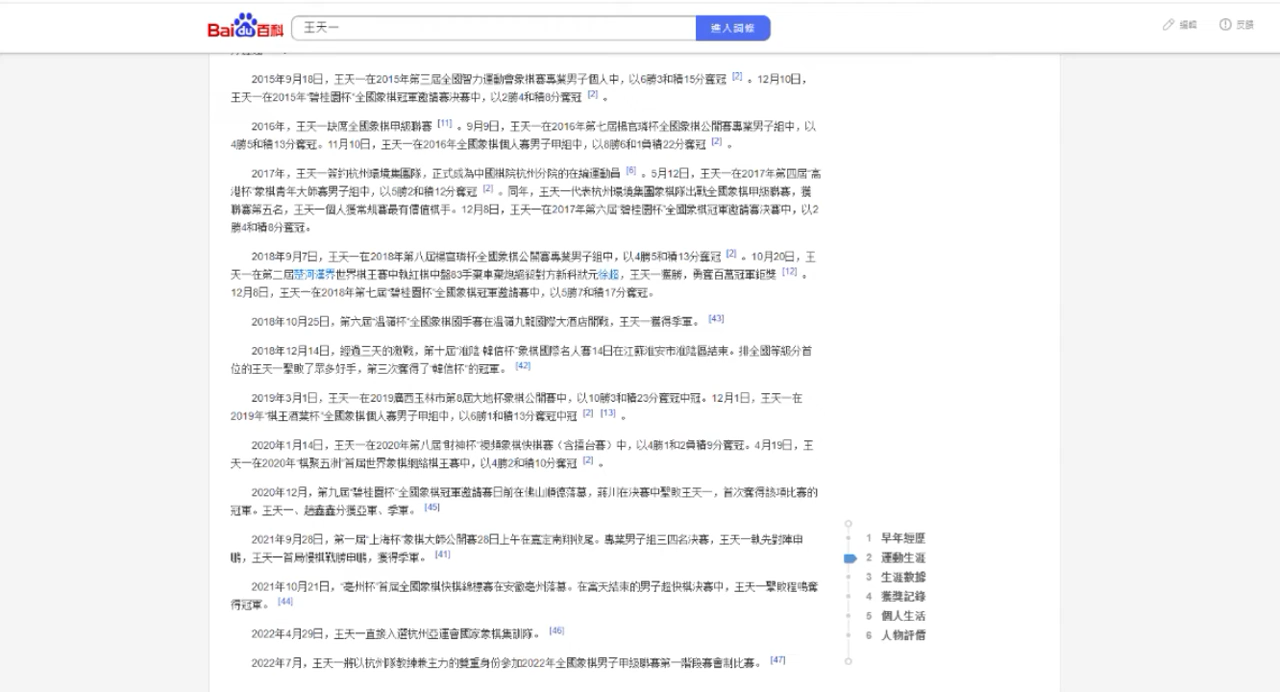 Bai du 百科
王天一
進入詞條
編輯
反饋
2015年9月18日，王天一在2015年第三屆全國智力運動會象棋賽專業男子個人中，以6勝3和積15分奪冠 [2] 。12月10日，
王天一在2015年"碧桂園杯"全國象棋冠軍邀請賽決賽中，以2勝4和積8分奪冠 [2] 。
2016年，王天一缺席全國象棋甲級聯賽 [11] 。9月9日，王天一在2016年第七屆楊官璘杯全國象棋公開賽專業男子組中，以
4勝5和積13分奪冠。11月10日，王天一在2016年全國象棋個人賽男子甲組中，以8勝6和1負積22分奪冠 [2] 。
2017年，王天一簽約杭州環境集團隊，正式成為中國棋院杭州分院的在編運動員 [6] 。5月12日，王天一在2017年第四屆"高
港杯"象棋青年大師賽男子組中，以5勝2和積12分奪冠 [2] 。同年，王天一代表杭州環境集團象棋隊出戰全國象棋甲級聯賽，獲
聯賽第五名，王天一個人獲常規賽最有價值棋手。12月8日，王天一在2017年第六屆"碧桂園杯"全國象棋冠軍邀請賽決賽中，以2
勝4和積8分奪冠。
2018年9月7日，王天一在2018年第八屆楊官璘杯全國象棋公開賽專業男子組中，以4勝5和積13分奪冠 [2] 。10月20日，王
天一在第二屆楚河漢界世界棋王賽中執紅棋中盤83手棄車棄炮絕殺對方新科狀元徐超，王天一獲勝，勇奪百萬冠軍鉅獎 [12] 。
12月8日，王天一在2018年第七屆"碧桂園杯"全國象棋冠軍邀請賽中，以5勝7和積17分奪冠。
2018年10月25日，第六屆"溫嶺杯"全國象棋國手賽在溫嶺九龍國際大酒店開戰，王天一獲得季軍。 [43]
2018年12月14日，經過三天的激戰，第十屆"淮陰·韓信杯"象棋國際名人賽14日在江蘇淮安市淮陰區結束。排全國等級分首
位的王天一擊敗了眾多好手，第三次奪得了"韓信杯"的冠軍。 [42]
2019年3月1日，王天一在2019廣西玉林市第8屆大地杯象棋公開賽中，以10勝3和積23分奪冠中冠。12月1日，王天一在
2019年"棋王酒業杯"全國象棋個人賽男子甲組中，以6勝1和積13分奪冠中冠 [2] [13] 。
2020年1月14日，王天一在2020年第八屆"財神杯"視頻象棋快棋賽（含擂台賽）中，以4勝1和2負積9分奪冠。4月19日，王
天一在2020年"棋聚五洲"首屆世界象棋網絡棋王賽中，以4勝2和積10分奪冠 [2] 。
2020年12月，第九屆"碧桂園杯"全國象棋冠軍邀請賽日前在佛山順德落幕，蔣川在決賽中擊敗王天一，首次奪得該項比賽的
冠軍。王天一、趙鑫鑫分獲亞軍、季軍。 [45]
2021年9月28日，第一屆"上海杯"象棋大師公開賽28日上午在嘉定南翔收尾。專業男子組三四名決賽，王天一執先對陣申
鵬，王天一首局慢棋戰勝申鵬，獲得季軍。 [41]
2021年10月21日，"亳州杯"首屆全國象棋快棋錦標賽在安徽亳州落幕。在當天結束的男子超快棋決賽中，王天一擊敗程鳴奪
得冠軍。 [44]
2022年4月29日，王天一直接入選杭州亞運會國家象棋集訓隊。 [46]
2022年7月，王天一將以杭州隊教練兼主力的雙重身份參加2022年全國象棋男子甲級聯賽第一階段賽會制比賽。 [47]
1 早年經歷
2 運動生涯
3 生涯數據
4 獲獎記錄
5 個人生活
6 人物評價